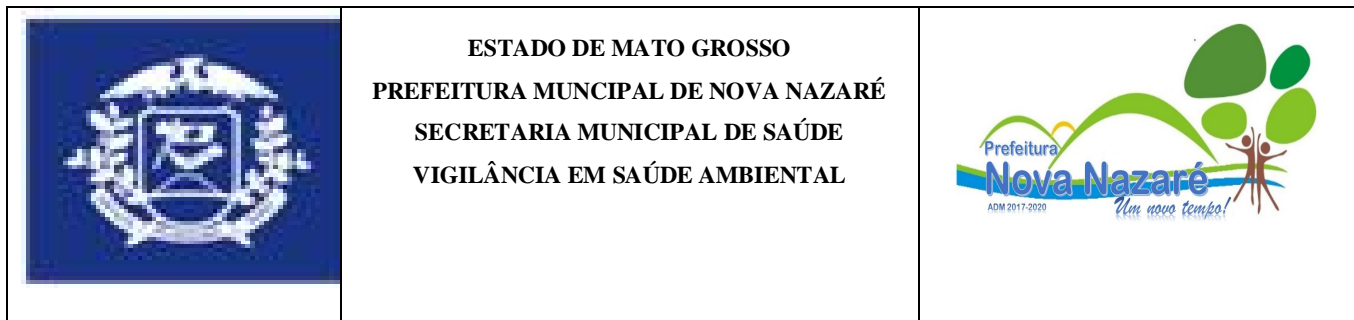 ESTADO DE MATO GROSSO
PREFEITURA MUNCIPAL DE NOVA NAZARÉ
SECRETARIA MUNICIPAL DE SAÚDE
VIGILÂNCIA EM SAÚDE AMBIENTAL
Prefeitura
Nova Nazaré
ADM 2017-2020
Um novo tempo!